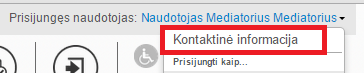 Prisijungęs naudotojas: Naudotojas Mediatorius Mediatorius
Kontaktinė informacija
Prisijungti kaip...